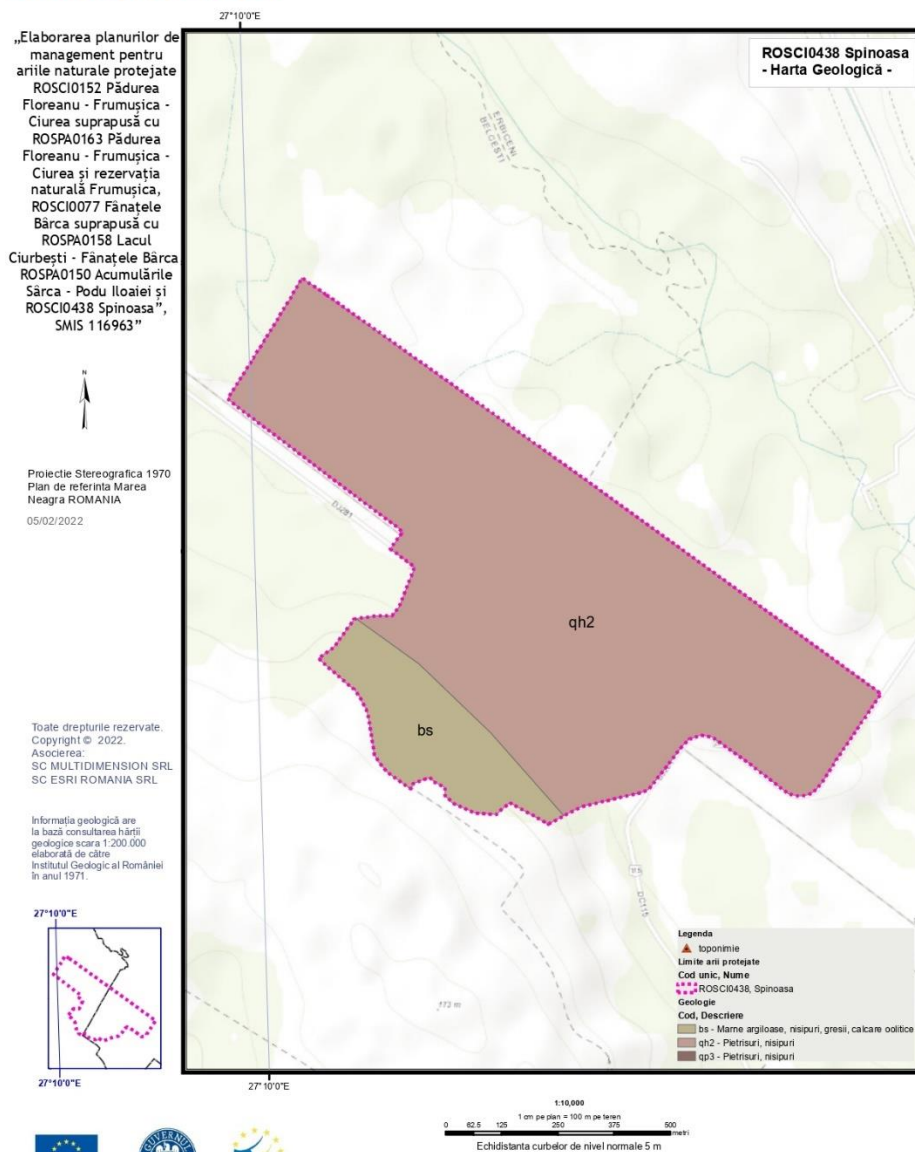 27°10'0"E
„Elaborarea planurilor de
management pentru
ariile naturale protejate
ROSCI0152 Pădurea
Floreanu - Frumușica -
Ciurea suprapusă cu
ROSPA0163 Pădurea
Floreanu - Frumușica -
Ciurea și rezervația
naturală Frumușica,
ROSCI0077 Fânațele
Bârca suprapusă cu
ROSPA0158 Lacul
Ciurbești - Fânațele Bârca
ROSPA0150 Acumulările
Sârca - Podu Iloaiei și
ROSCI0438 Spinoasa”,
SMIS 116963”
N
Proiectie Stereografica 1970
Plan de referinta Marea
Neagra ROMANIA
05/02/2022
Toate drepturile rezervate.
Copyright © 2022.
Asocierea:
SC MULTIDIMENSION SRL
SC ESRI ROMANIA SRL
Informația geologică are
la bază consultarea hărții
geologice scara 1:200.000
elaborată de către
Institutul Geologic al României
în anul 1971.
27°10'0"E
27°10'0"E
ROSCI0438 Spinoasa
- Harta Geologică -
ERBICENI
BELCEȘTI
DJ281
qh2
bs
DC115
173 m
Legenda
toponimie
Limite arii protejate
Cod unic, Nume
ROSCI0438, Spinoasa
Geologie
Cod, Descriere
bs - Marne argiloase, nisipuri, gresii, calcare oolitice
qh2 - Pietrisuri, nisipuri
qp3 - Pietrisuri, nisipuri
27°10'0"E
1:10,000
1 cm pe plan = 100 m pe teren
0 62.5 125 250 375 500
metri
Echidistanta curbelor de nivel normale 5 m
GUVERNUL